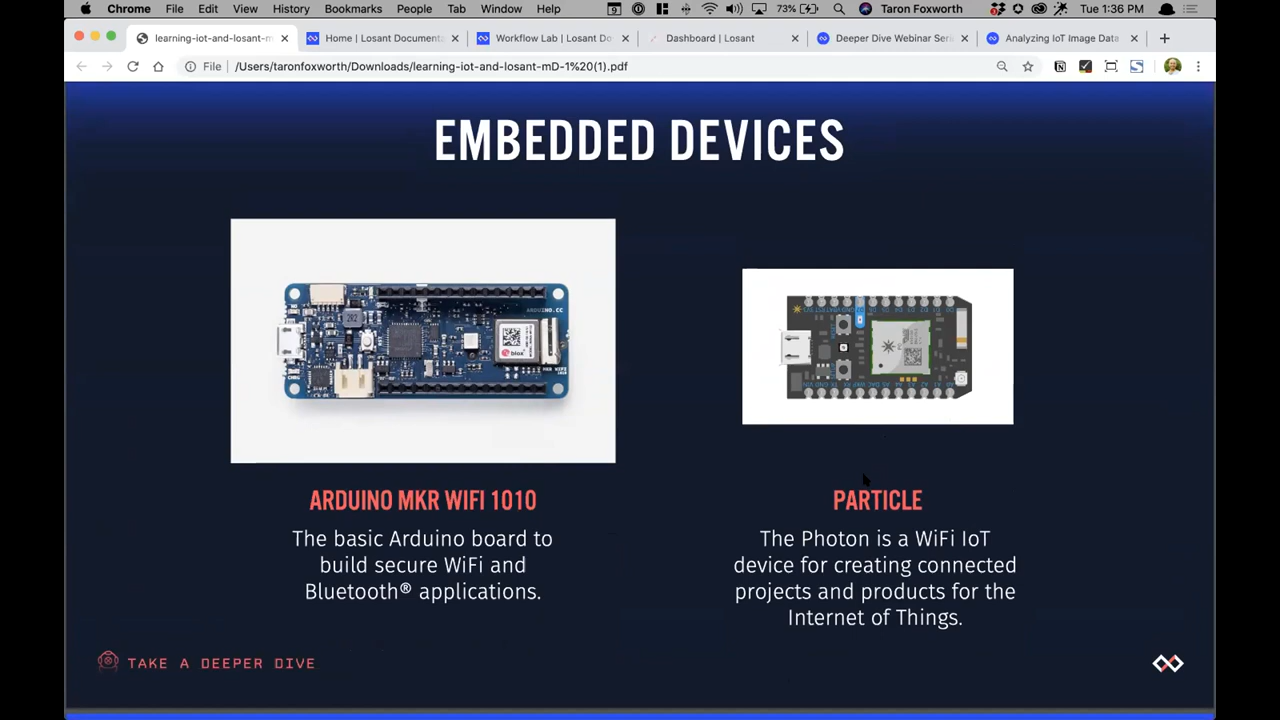 Chrome File Edit View History Bookmarks People Tab Window Help 9 73% Taron Foxworth Tue 1:36 PM
learning-iot-and-losant-m Home | Losant Documenta Workflow Lab | Losant Do Dashboard | Losant Deeper Dive Webinar Seri Analyzing IoT Image Data
File /Users/taronfoxworth/Downloads/learning-iot-and-losant-mD-1%20(1).pdf
EMBEDDED DEVICES
ARDUINO.CC
ARDUINO MKR WIFI 1010
The basic Arduino board to
build secure WiFi and
Bluetooth® applications.
PARTICLE
The Photon is a WiFi IoT
device for creating connected
projects and products for the
Internet of Things.
TAKE A DEEPER DIVE